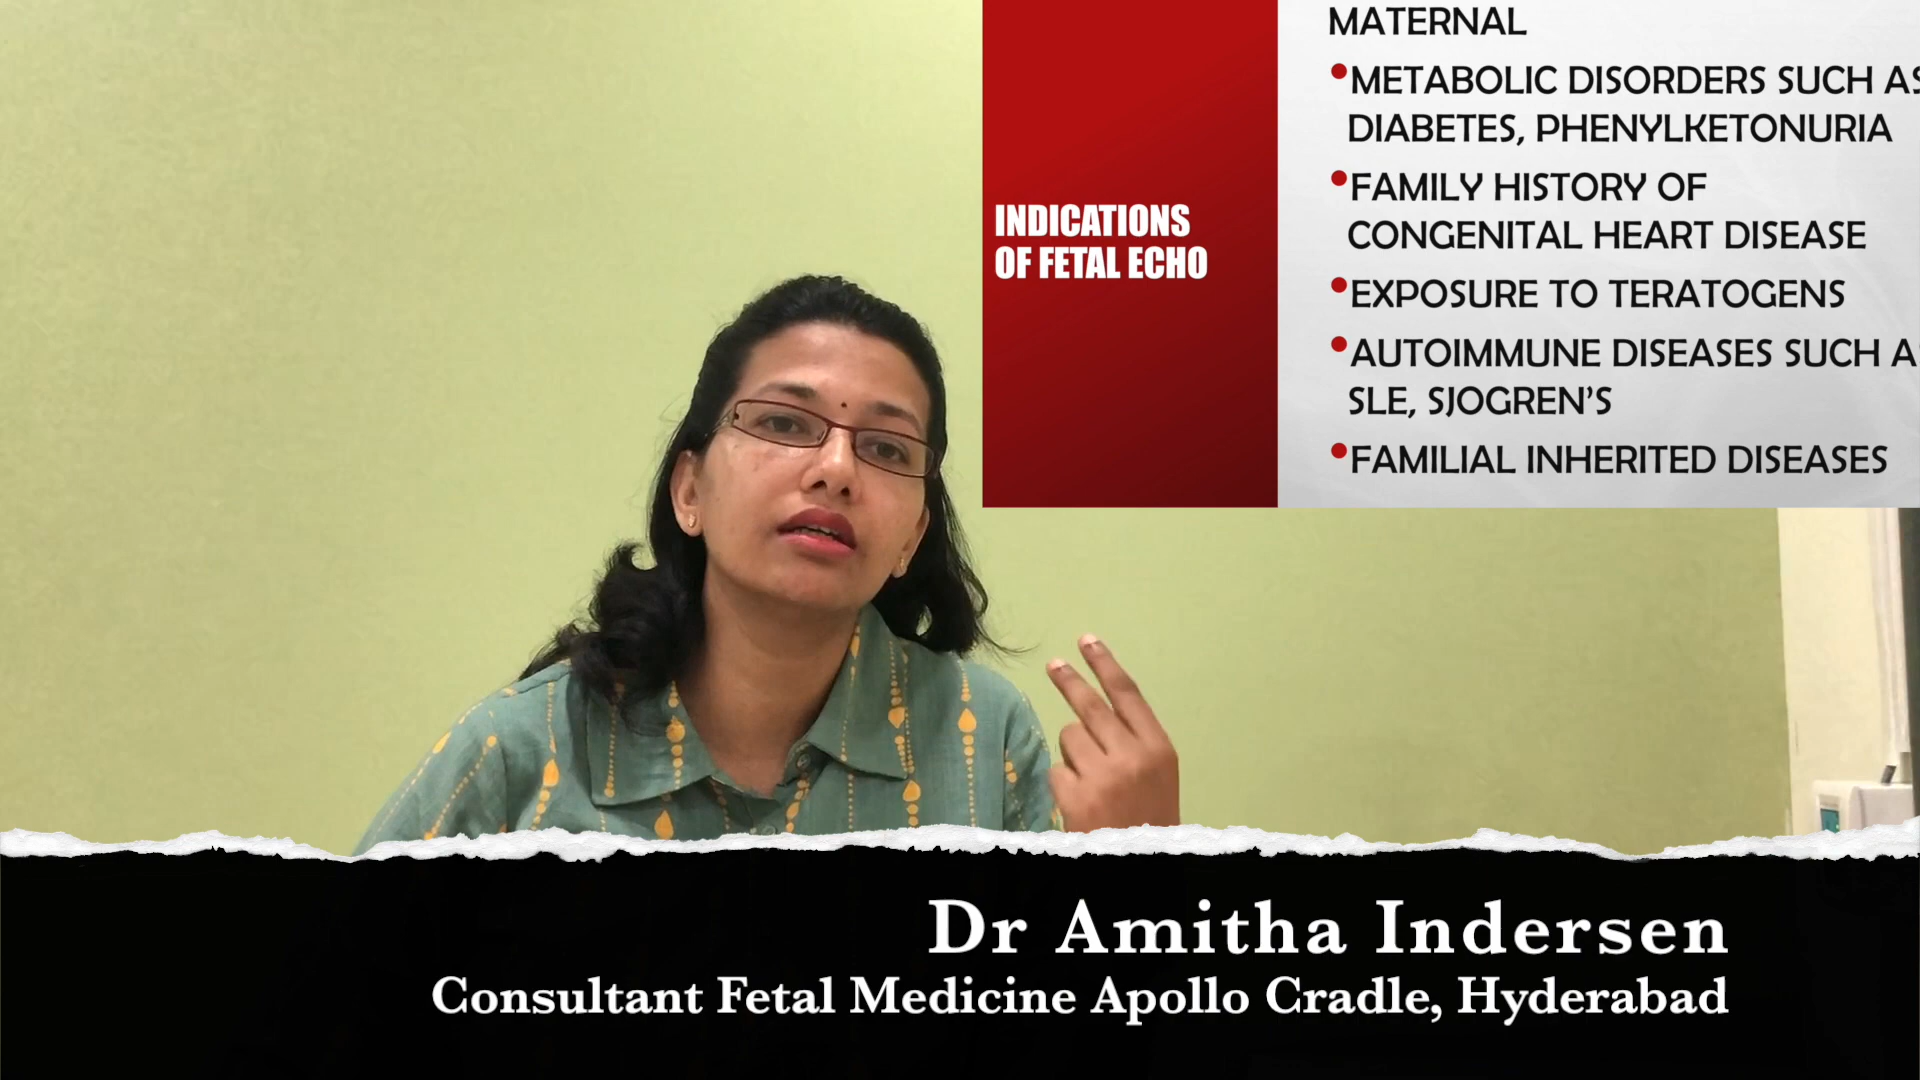 INDICATIONS
OF FETAL ECHO
MATERNAL
•METABOLIC DISORDERS SUCH AS
DIABETES, PHENYLKETONURIA
•FAMILY HISTORY OF
CONGENITAL HEART DISEASE
•EXPOSURE TO TERATOGENS
•AUTOIMMUNE DISEASES SUCH A
SLE, SJOGREN'S
•FAMILIAL INHERITED DISEASES
Dr Amitha Indersen
Consultant Fetal Medicine Apollo Cradle, Hyderabad